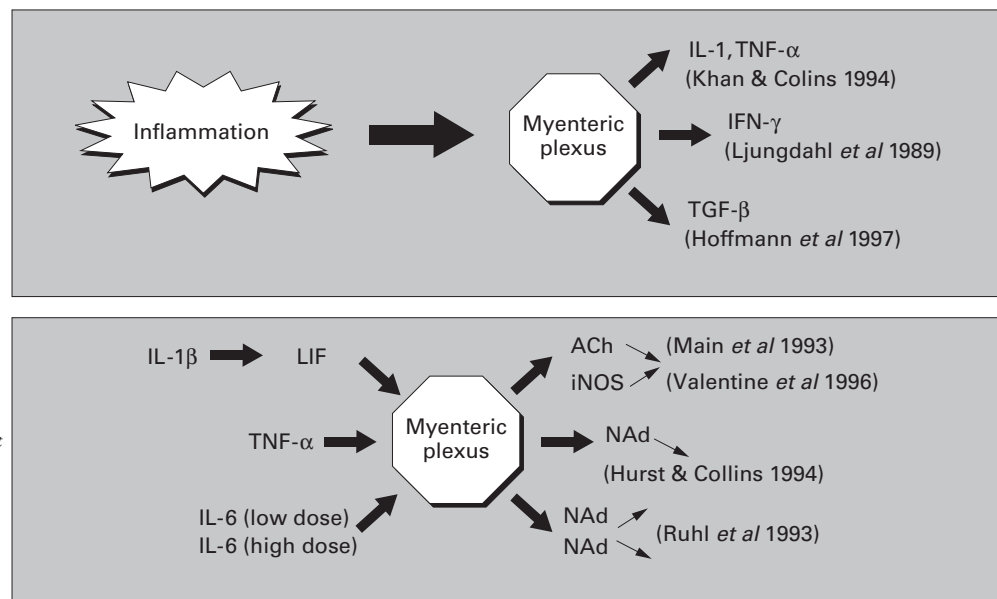 Inflammation
Myenteric
plexus
IL-1, TNF-α
(Khan & Colins 1994)
IFN-γ
(Ljungdahl et al 1989)
TGF-β
(Hoffmann et al 1997)
IL-1β
LIF
TNF-α
IL-6 (low dose)
IL-6 (high dose)
Myenteric
plexus
ACh
(Main et al 1993)
iNOS
(Valentine et al 1996)
NAd
(Hurst & Collins 1994)
NAd
NAd
(Ruhl et al 1993)